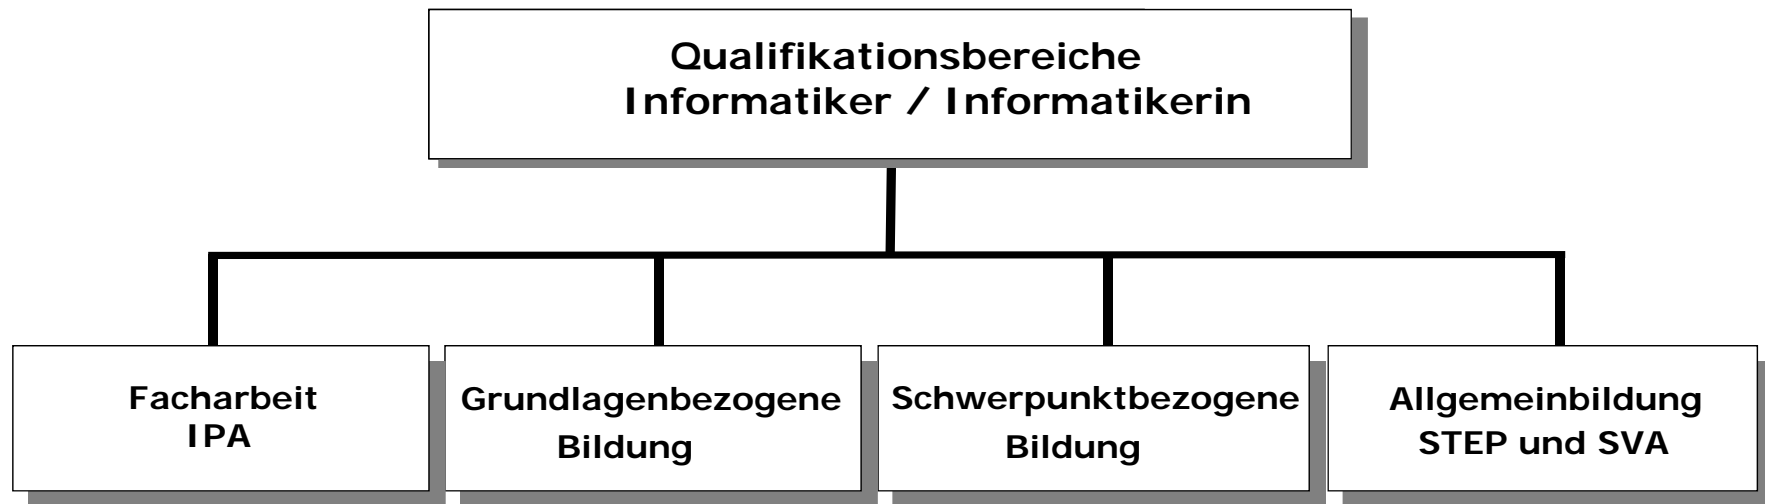 Qualifikationsbereiche
Informatiker / Informatikerin
Facharbeit
IPA
Grundlagenbezogene
Bildung
Schwerpunktbezogene
Bildung
Allgemeinbildung
STEP und SVA